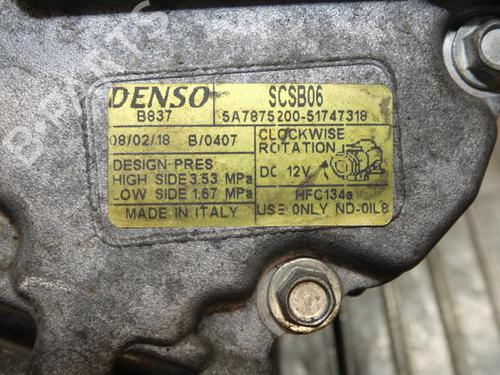 DENSO
SCSB06
B837
5A7875200-51747318
08/02/18 B/0407
CLOCKWISE
ROTATION
DESIGN PRES
HIGH SIDE 3.53 MPa
DC 12V
LOW SIDE 1.67 MPa
HFC134a
MADE IN ITALY
USE ONLY ND-OIL8